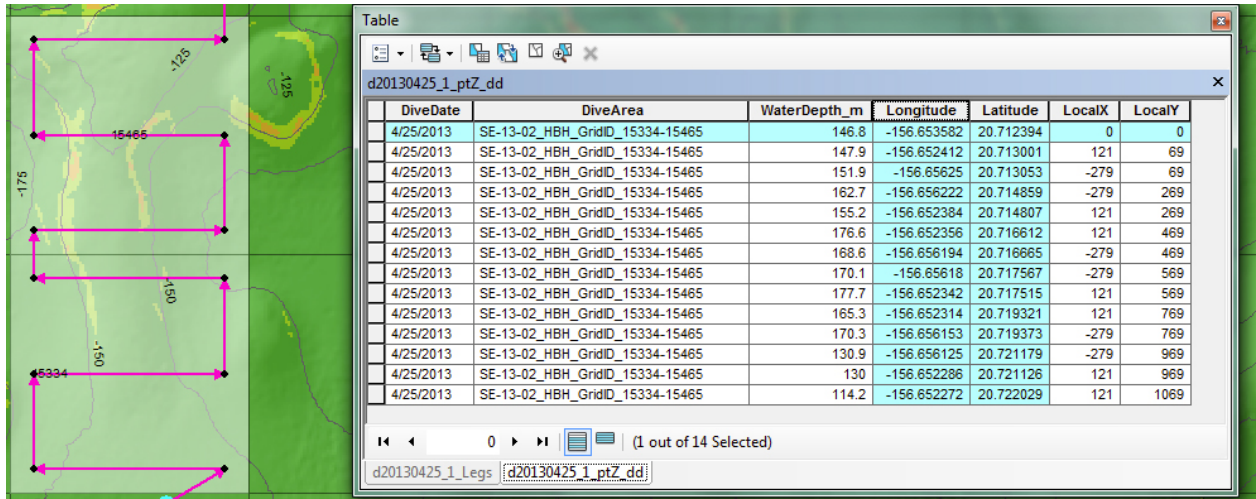 -125
-125
15465
-175
-150
-150
15334
Table
d20130425_1_ptZ_dd
DiveDate DiveArea WaterDepth_m Longitude Latitude LocalX LocalY
4/25/2013 SE-13-02_HBH_GridID_15334-15465 146.8 -156.653582 20.712394 0 0
4/25/2013 SE-13-02_HBH_GridID_15334-15465 147.9 -156.652412 20.713001 121 69
4/25/2013 SE-13-02_HBH_GridID_15334-15465 151.9 -156.65625 20.713053 -279 69
4/25/2013 SE-13-02_HBH_GridID_15334-15465 162.7 -156.656222 20.714859 -279 269
4/25/2013 SE-13-02_HBH_GridID_15334-15465 155.2 -156.652384 20.714807 121 269
4/25/2013 SE-13-02_HBH_GridID_15334-15465 176.6 -156.652356 20.716612 121 469
4/25/2013 SE-13-02_HBH_GridID_15334-15465 168.6 -156.656194 20.716665 -279 469
4/25/2013 SE-13-02_HBH_GridID_15334-15465 170.1 -156.65618 20.717567 -279 569
4/25/2013 SE-13-02_HBH_GridID_15334-15465 177.7 -156.652342 20.717515 121 569
4/25/2013 SE-13-02_HBH_GridID_15334-15465 165.3 -156.652314 20.719321 121 769
4/25/2013 SE-13-02_HBH_GridID_15334-15465 170.3 -156.656153 20.719373 -279 769
4/25/2013 SE-13-02_HBH_GridID_15334-15465 130.9 -156.656125 20.721179 -279 969
4/25/2013 SE-13-02_HBH_GridID_15334-15465 130 -156.652286 20.721126 121 969
4/25/2013 SE-13-02_HBH_GridID_15334-15465 114.2 -156.652272 20.722029 121 1069
0 (1 out of 14 Selected)
d20130425_1_Legs d20130425_1_ptZ_dd